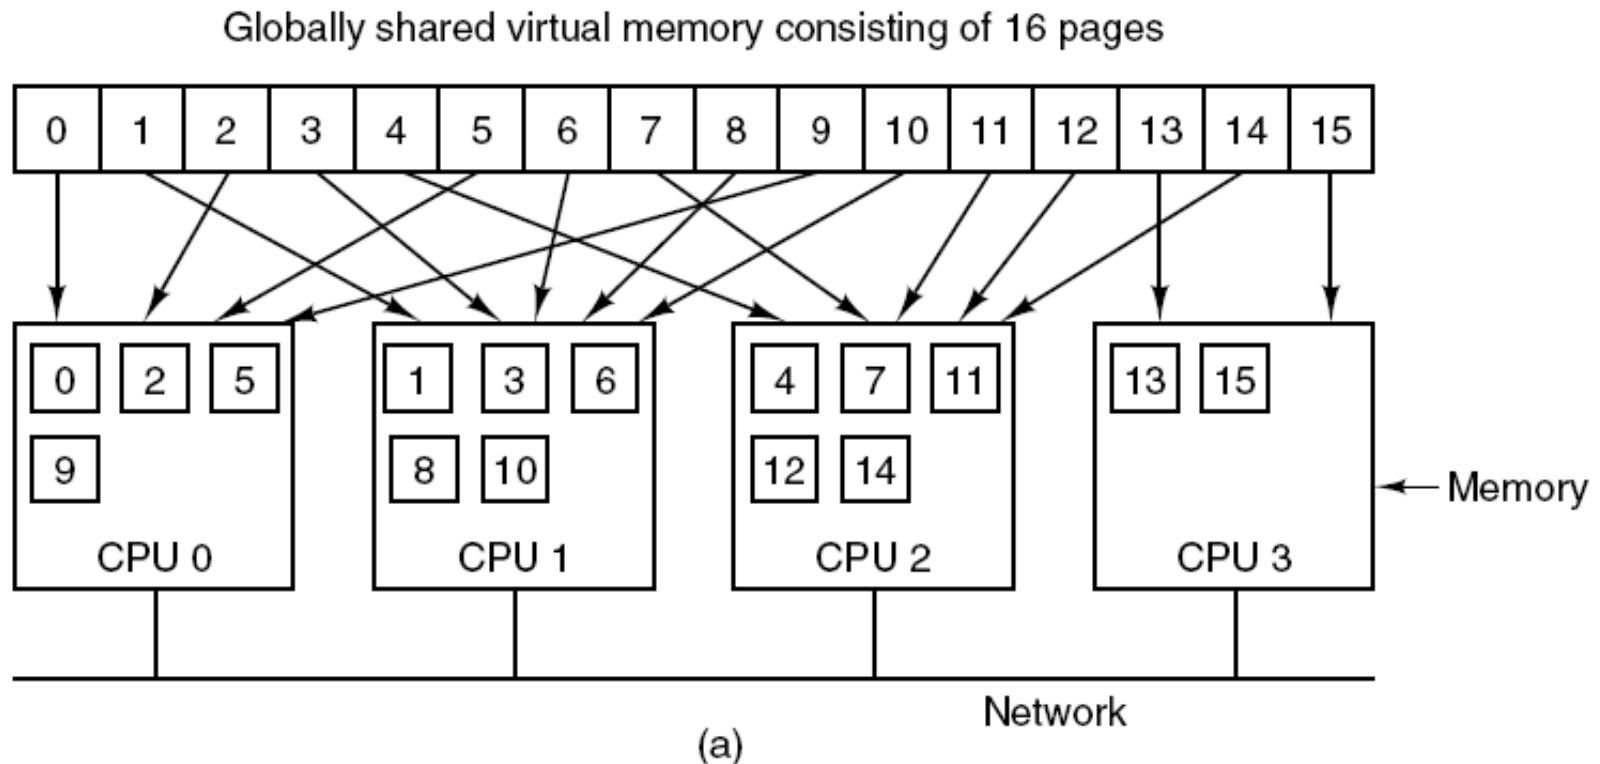 Globally shared virtual memory consisting of 16 pages
0 1 2 3 4 5 6 7 8 9 10 11 12 13 14 15
0 2 5 1 3 6 4 7 11 13 15
9 8 10 12 14
Memory
CPU 0 CPU 1 CPU 2 CPU 3
Network
(a)